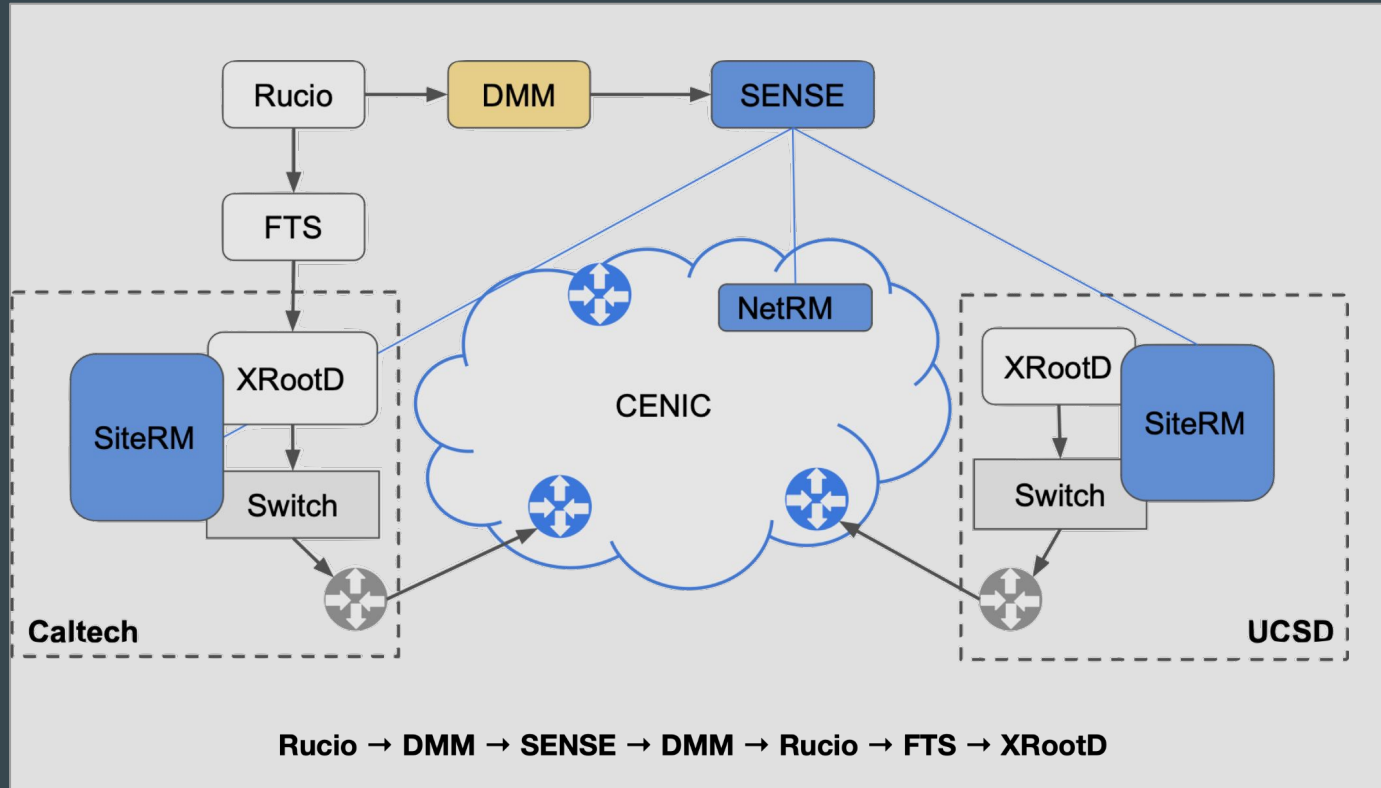 Rucio
DMM
SENSE
FTS
NetRM
XRootD
XRootD
CENIC
SiteRM
SiteRM
Switch
Switch
Caltech
UCSD
Rucio → DMM → SENSE → DMM → Rucio → FTS → XRootD